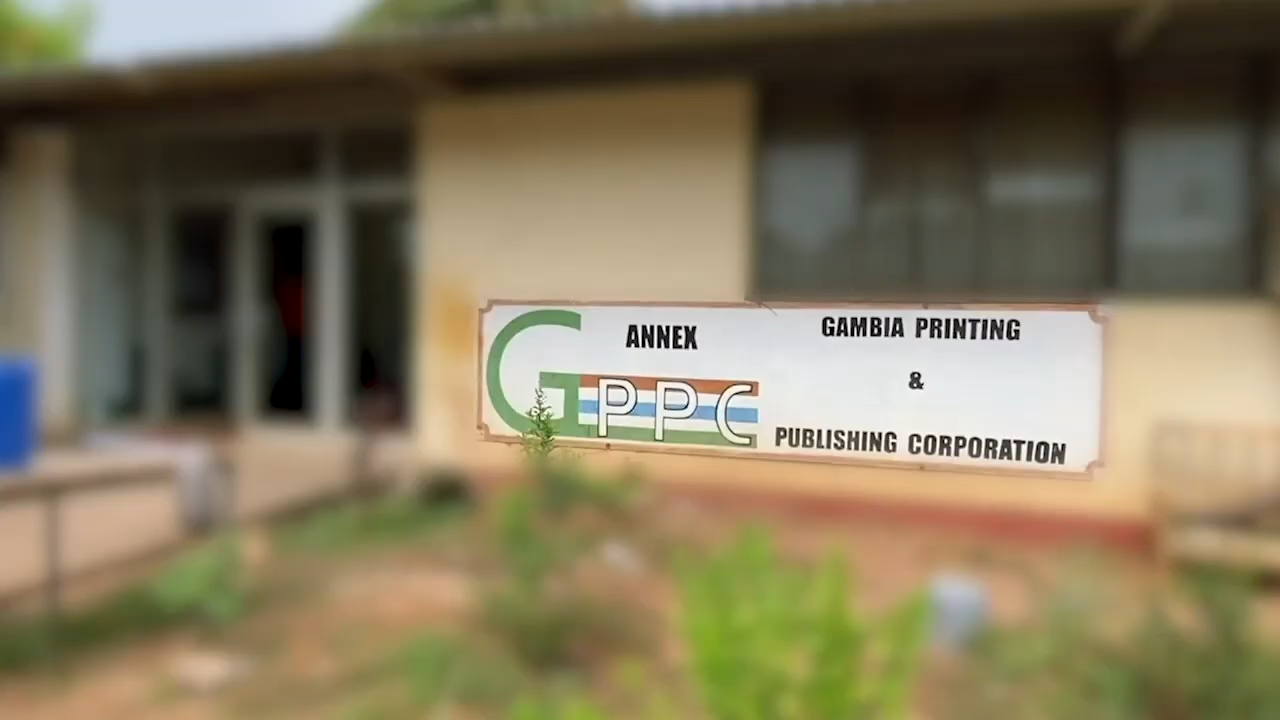 ANNEX
GPPC
GAMBIA PRINTING
&
PUBLISHING CORPORATION